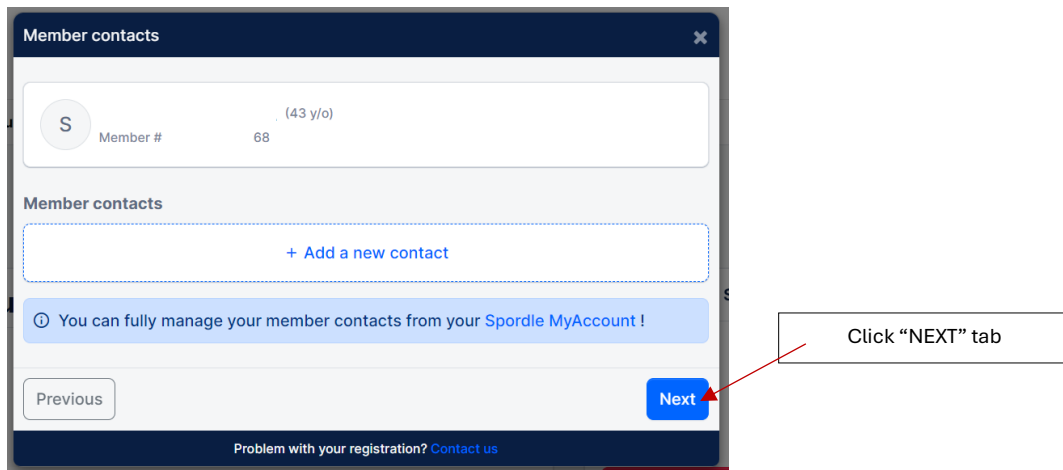 Member contacts
S
(43 y/o)
Member # 68
Member contacts
+ Add a new contact
You can fully manage your member contacts from your Spordle MyAccount !
Click “NEXT” tab
Previous
Next
Problem with your registration? Contact us